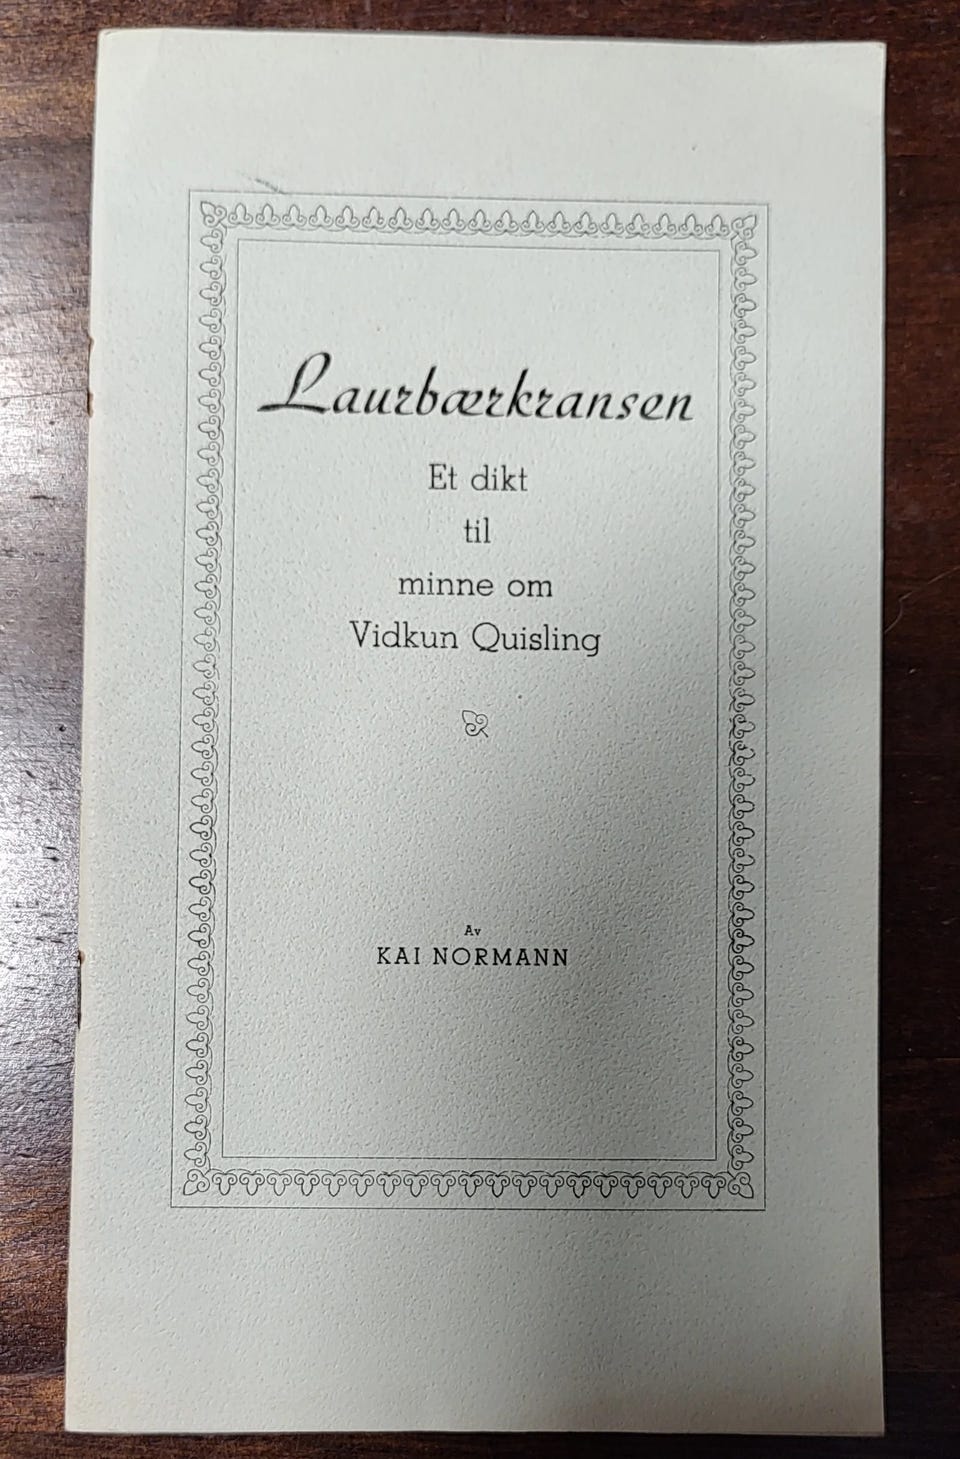 Laurbærkransen
Et dikt
til
minne om
Vidkun Quisling
Av
KAI NORMANN